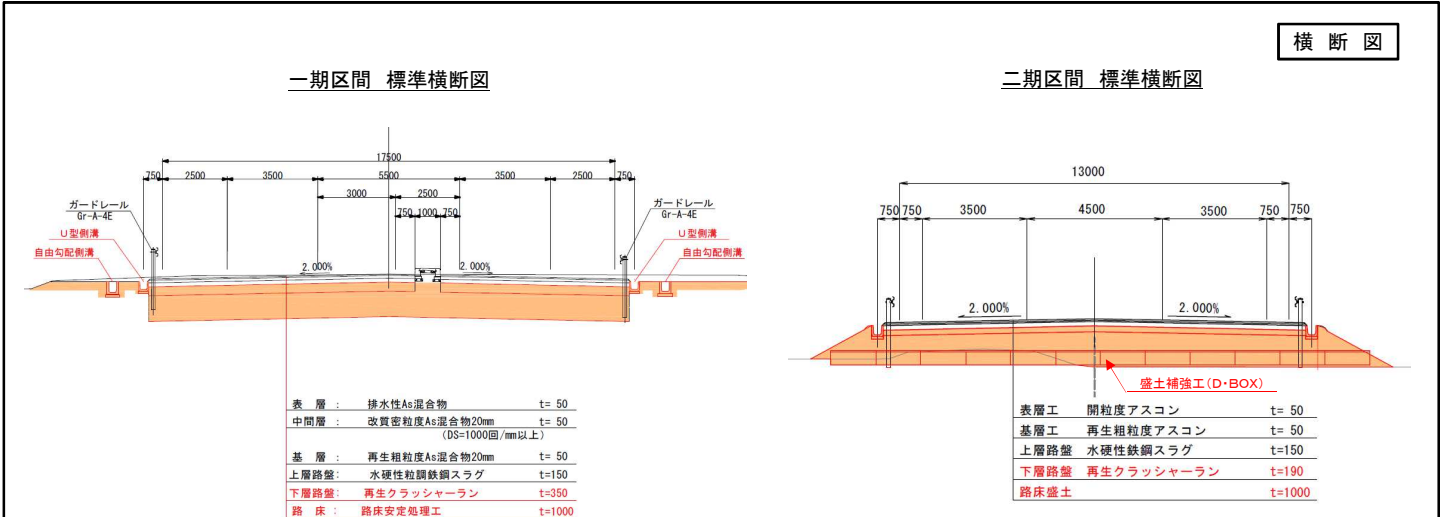 横 断 図
一期区間 標準横断図
17500
750 2500 3500 5500 3500 2500 750
3000 2500
750 1000 750
ガードレール
Gr-A-4E
U型側溝
自由勾配側溝
ガードレール
Gr-A-4E
U型側溝
自由勾配側溝
2.000% 2.000%
表 層 : 排水性As混合物 t= 50
中間層 : 改質密粒度As混合物20mm t= 50
(DS=1000回/mm以上)
基 層 : 再生粗粒度As混合物20mm t= 50
上層路盤: 水硬性粒調鉄鋼スラグ t=150
下層路盤: 再生クラッシャーラン t=350
路 床 : 路床安定処理工 t=1000
二期区間 標準横断図
13000
750 750 3500 4500 3500 750 750
2.000% 2.000%
盛土補強工(D・BOX)
表層工 開粒度アスコン t= 50
基層工 再生粗粒度アスコン t= 50
上層路盤 水硬性鉄鋼スラグ t=150
下層路盤 再生クラッシャーラン t=190
路床盛土 t=1000